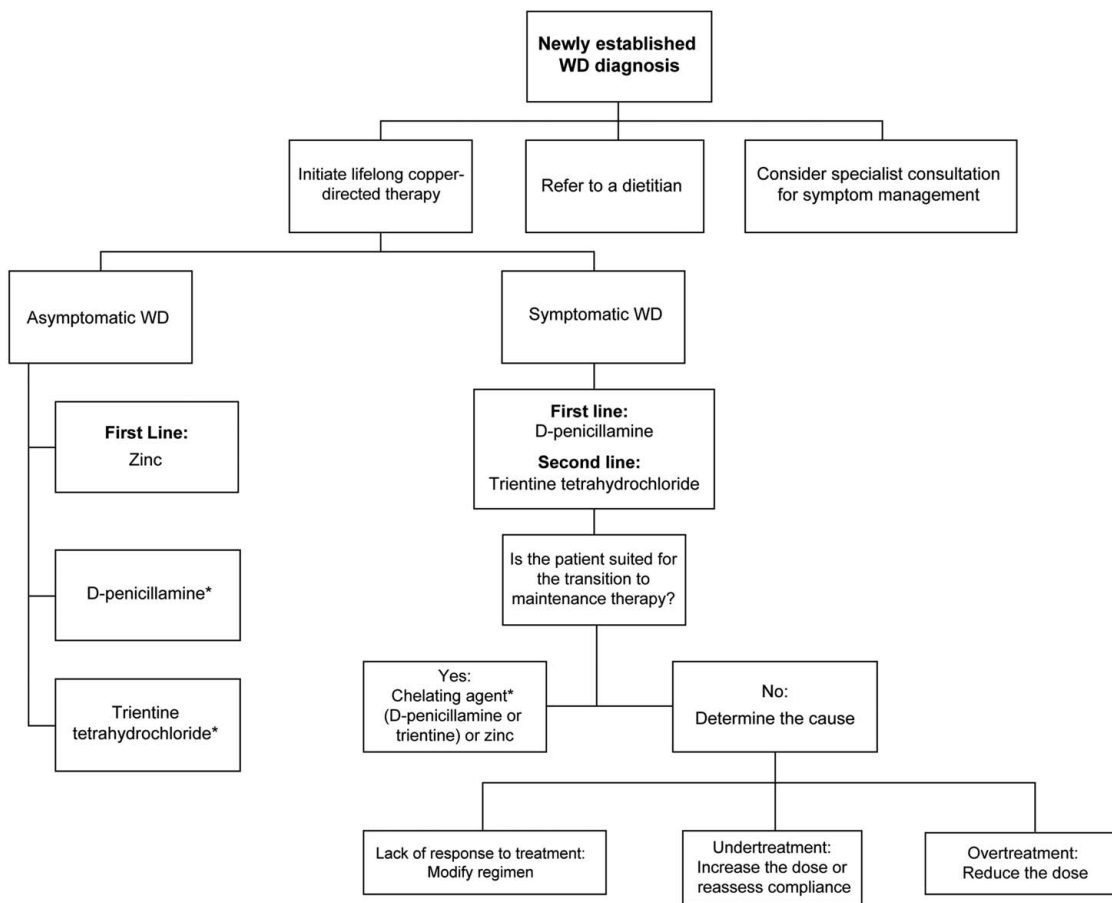 Newly established
WD diagnosis
Initiate lifelong copper-
directed therapy
Refer to a dietitian
Consider specialist consultation
for symptom management
Asymptomatic WD
Symptomatic WD
First Line:
Zinc
D-penicillamine*
Trientine
tetrahydrochloride*
First line:
D-penicillamine
Second line:
Trientine tetrahydrochloride
Is the patient suited for
the transition to
maintenance therapy?
Yes:
Chelating agent*
(D-penicillamine or
trientine) or zinc
No:
Determine the cause
Lack of response to treatment:
Modify regimen
Undertreatment:
Increase the dose or
reassess compliance
Overtreatment:
Reduce the dose